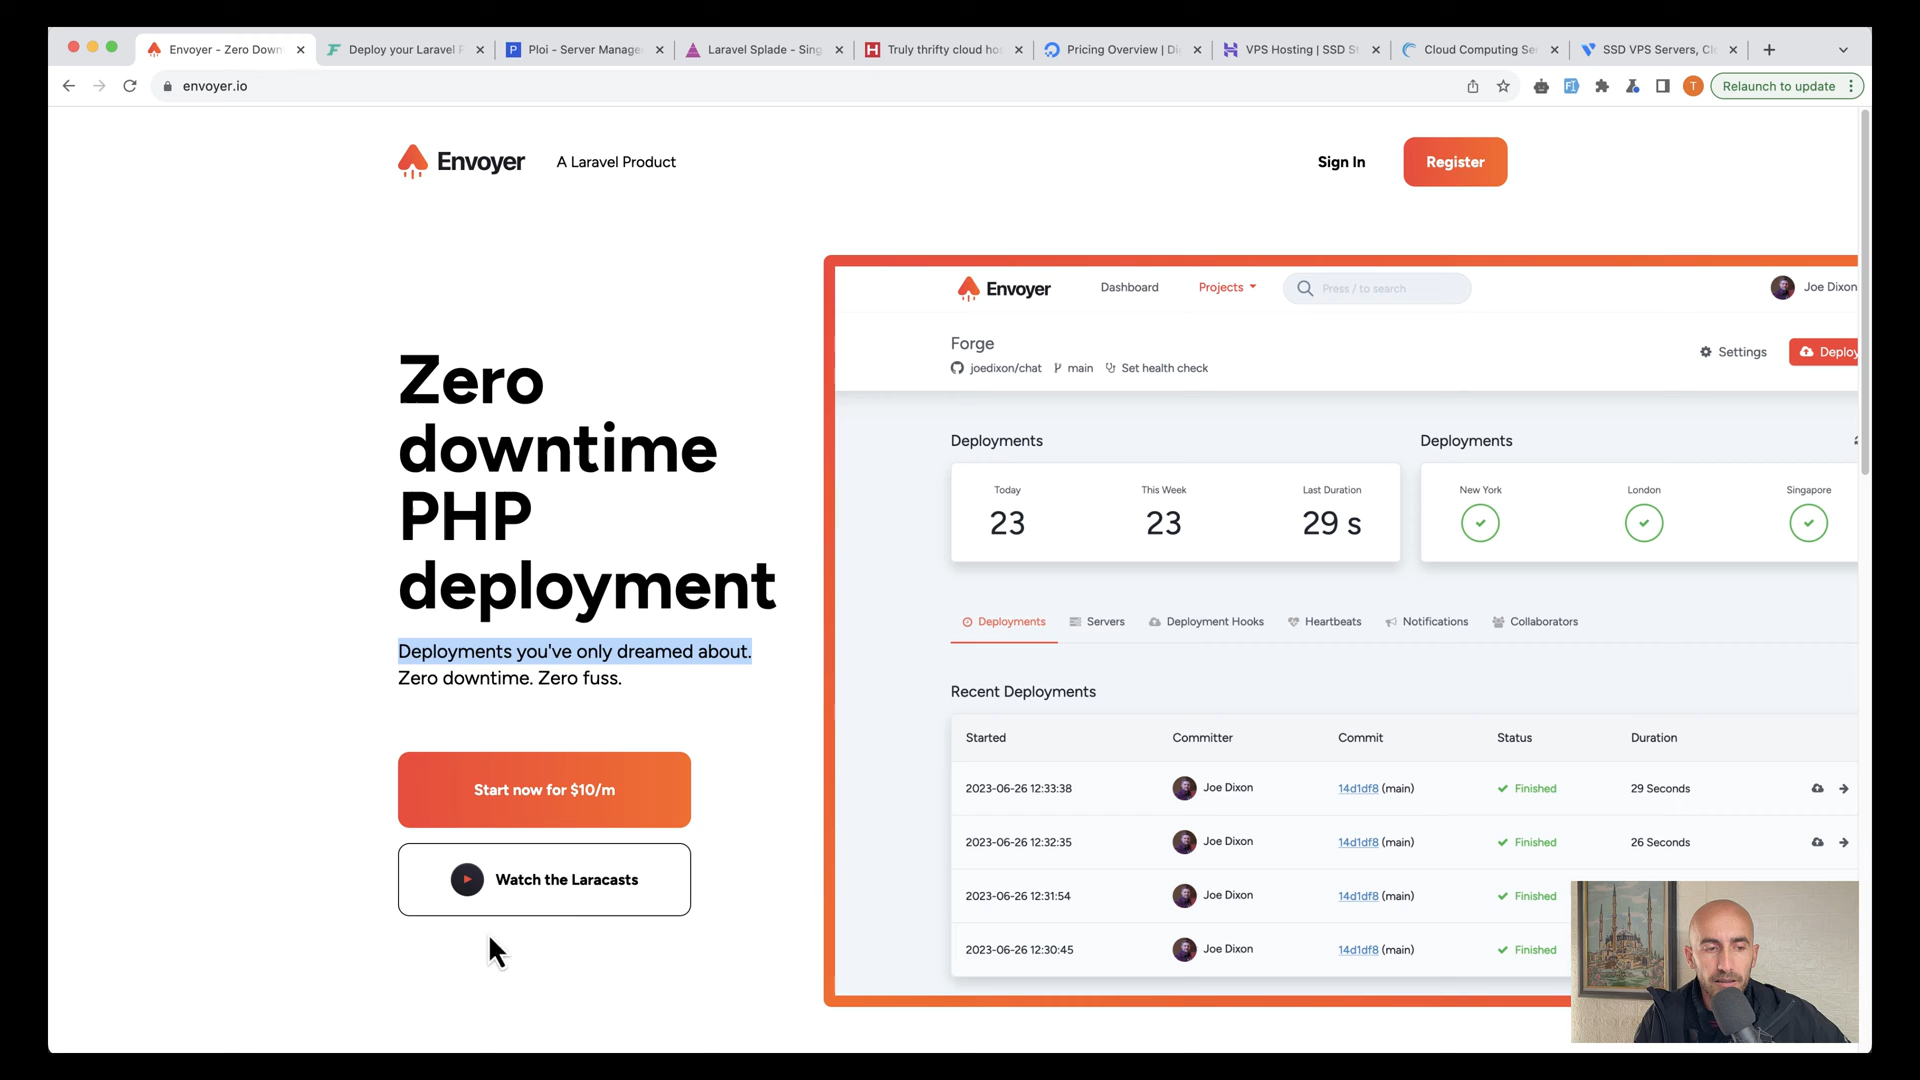 Envoyer - Zero Down
Deploy your Laravel
Ploi - Server Manage
Laravel Splade - Sing
Truly thrifty cloud ho
Pricing Overview | Di
VPS Hosting | SSD S
Cloud Computing Se
SSD VPS Servers, Cl
envoyer.io
T
Relaunch to update
Envoyer
A Laravel Product
Sign In
Register
Zero
downtime
PHP
deployment
Deployments you've only dreamed about.
Zero downtime. Zero fuss.
Start now for $10/m
Watch the Laracasts
Envoyer
Dashboard
Projects
Press / to search
Joe Dixon
Forge
joedixon/chat
main
Set health check
Settings
Deploy
Deployments
Today
This Week
Last Duration
23
23
29 s
Deployments
New York
London
Singapore
Deployments
Servers
Deployment Hooks
Heartbeats
Notifications
Collaborators
Recent Deployments
Started
Committer
Commit
Status
Duration
2023-06-26 12:33:38
Joe Dixon
14d1df8 (main)
Finished
29 Seconds
2023-06-26 12:32:35
Joe Dixon
14d1df8 (main)
Finished
26 Seconds
2023-06-26 12:31:54
Joe Dixon
14d1df8 (main)
Finished
2023-06-26 12:30:45
Joe Dixon
14d1df8 (main)
Finished